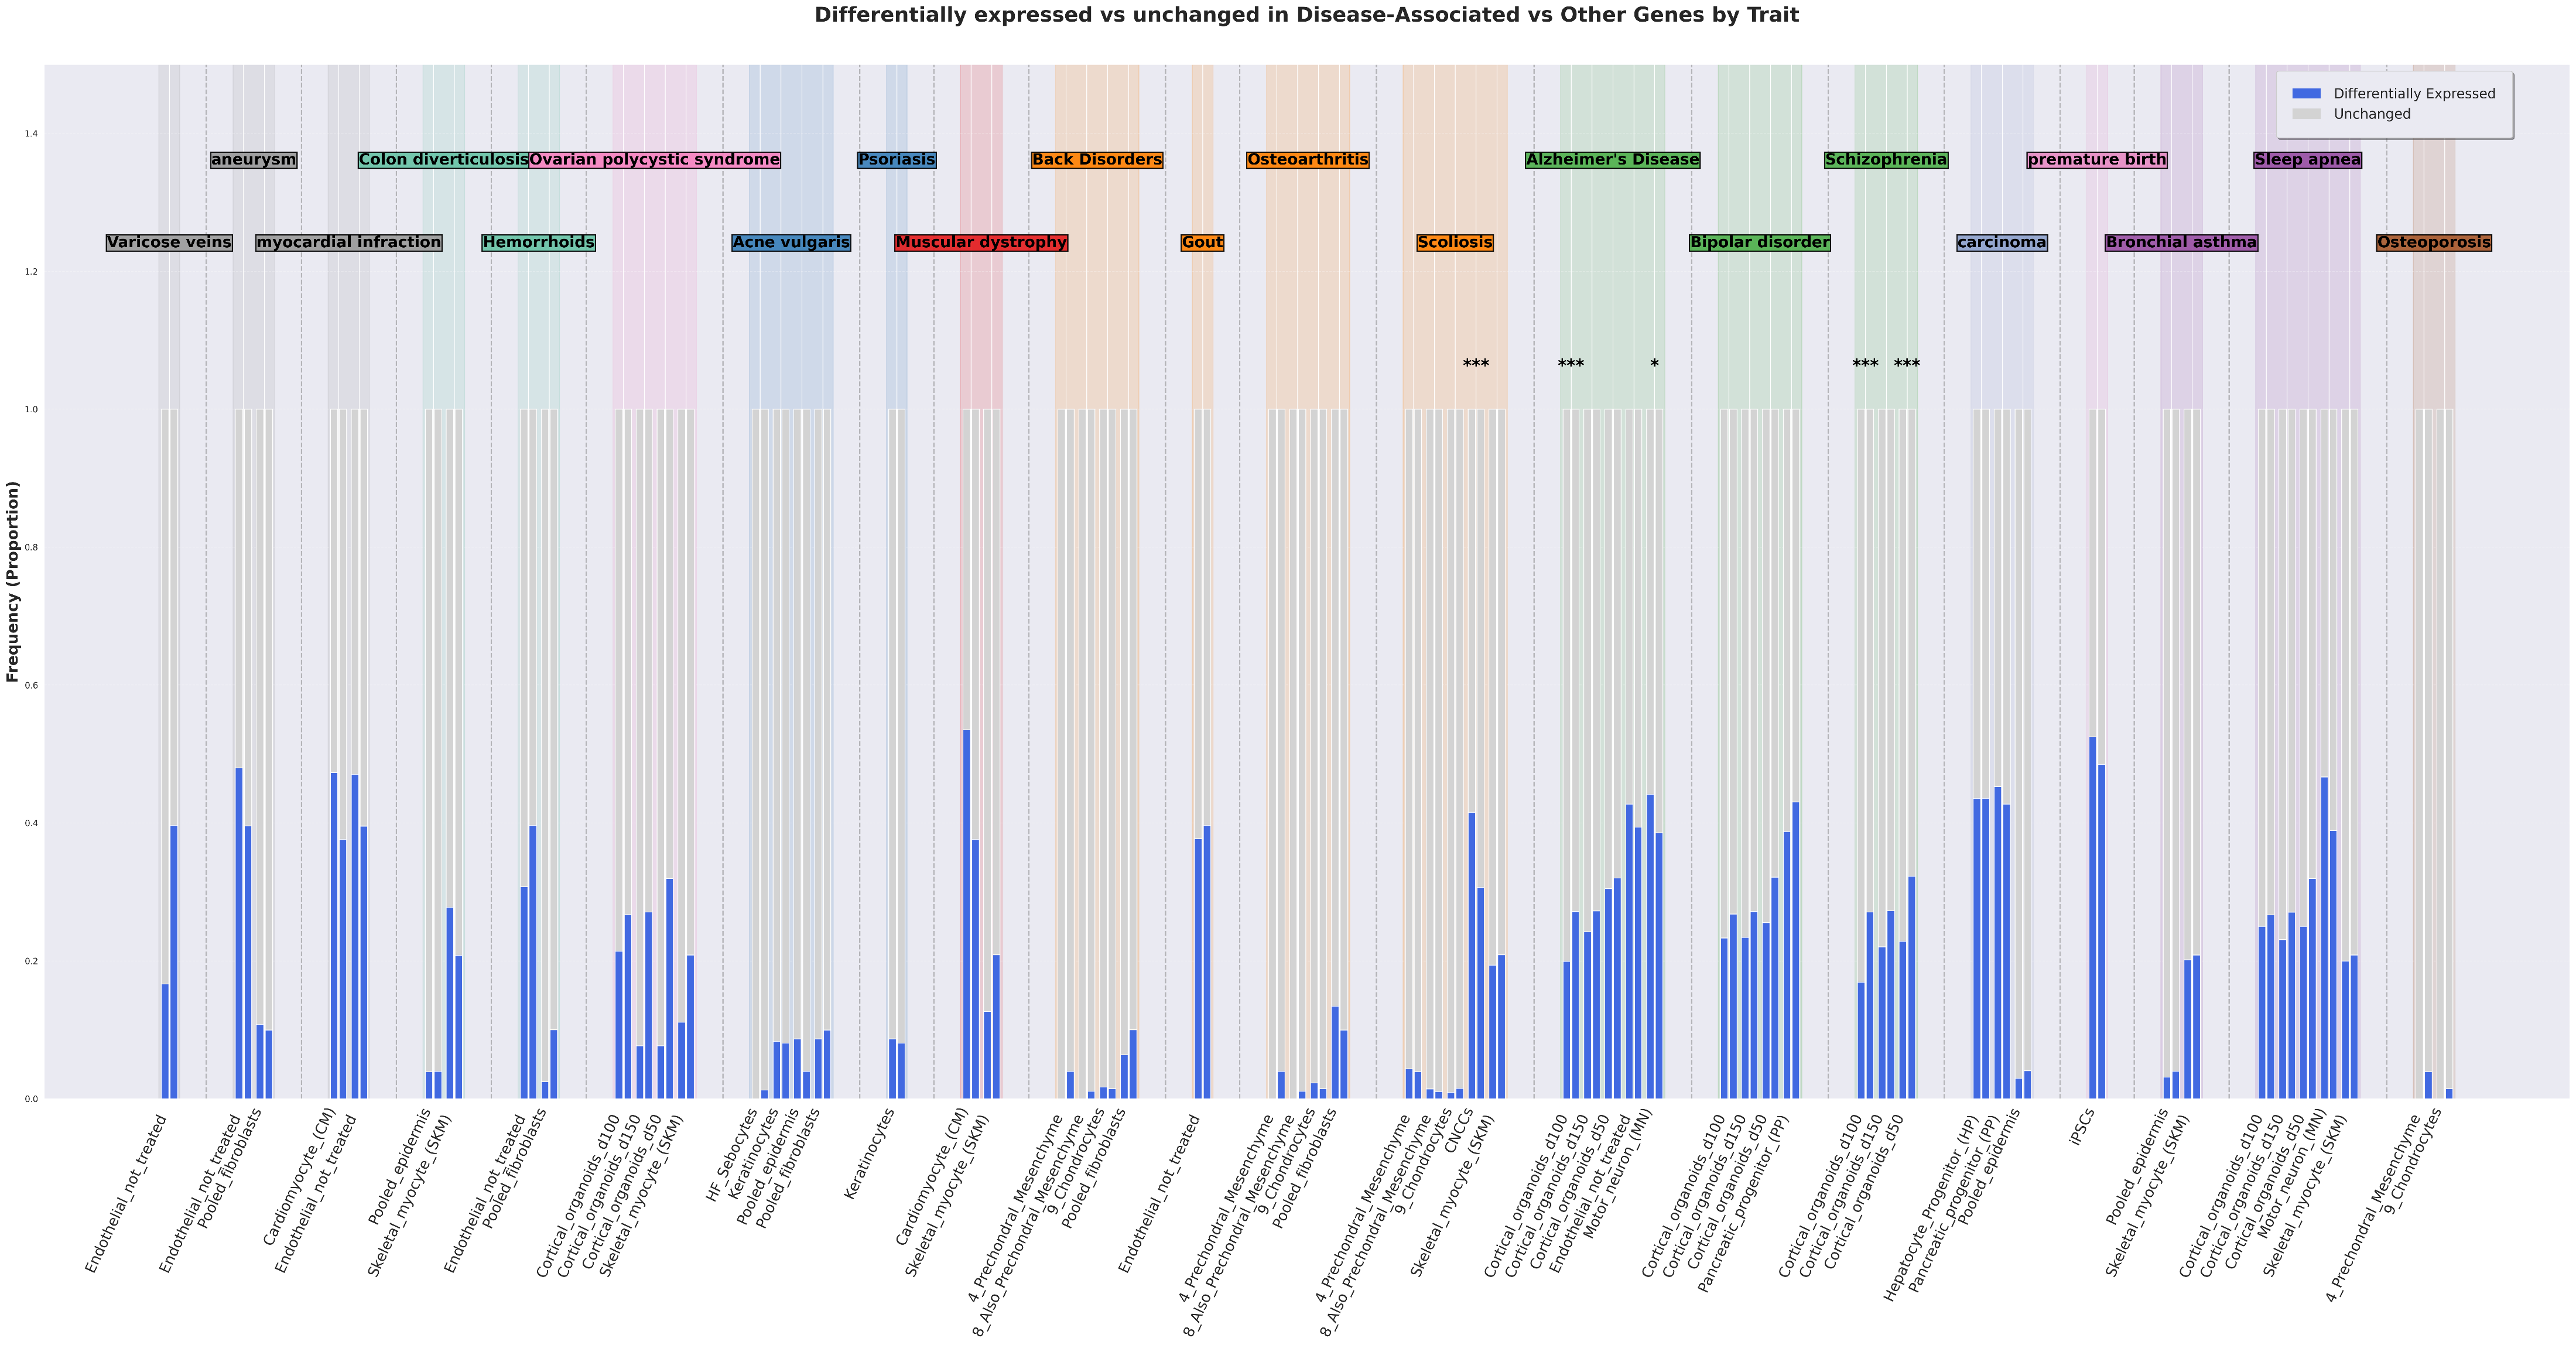 Differentially expressed vs unchanged in Disease-Associated vs Other Genes by Trait
Differentially Expressed
Unchanged
aneurysm
Colon diverticulosis
Ovarian polycystic syndrome
Psoriasis
Back Disorders
Osteoarthritis
Alzheimer's Disease
Schizophrenia
premature birth
Sleep apnea
Varicose veins
myocardial infraction
Hemorrhoids
Acne vulgaris
Muscular dystrophy
Gout
Scoliosis
Bipolar disorder
carcinoma
Bronchial asthma
Osteoporosis
***
***
*
***
***
Frequency (Proportion)
1.4
1.2
1.0
0.8
0.6
0.4
0.2
0.0
Endothelial_not_treated
Endothelial_not_treated
Pooled_fibroblasts
Cardiomyocyte_(CM)
Endothelial_not_treated
Pooled_epidermis
Skeletal_myocyte_(SKM)
Endothelial_not_treated
Pooled_fibroblasts
Cortical_organoids_d100
Cortical_organoids_d150
Cortical_organoids_d50
Skeletal_myocyte_(SKM)
HF_Sebocytes
Keratinocytes
Pooled_epidermis
Pooled_fibroblasts
Keratinocytes
Cardiomyocyte_(CM)
Skeletal_myocyte_(SKM)
4_Prechondral_Mesenchyme
8_Also_Prechondral_Mesenchyme
9_Chondrocytes
Pooled_fibroblasts
Endothelial_not_treated
4_Prechondral_Mesenchyme
8_Also_Prechondral_Mesenchyme
9_Chondrocytes
Pooled_fibroblasts
4_Prechondral_Mesenchyme
8_Also_Prechondral_Mesenchyme
9_Chondrocytes
CNCCs
Skeletal_myocyte_(SKM)
Cortical_organoids_d100
Cortical_organoids_d150
Cortical_organoids_d50
Endothelial_not_treated
Motor_neuron_(MN)
Cortical_organoids_d100
Cortical_organoids_d150
Cortical_organoids_d50
Pancreatic_progenitor_(PP)
Cortical_organoids_d100
Cortical_organoids_d150
Cortical_organoids_d50
Hepatocyte_Progenitor_(HP)
Pancreatic_progenitor_(PP)
Pooled_epidermis
iPSCs
Pooled_epidermis
Skeletal_myocyte_(SKM)
Cortical_organoids_d100
Cortical_organoids_d150
Cortical_organoids_d50
Motor_neuron_(MN)
Skeletal_myocyte_(SKM)
4_Prechondral_Mesenchyme
9_Chondrocytes